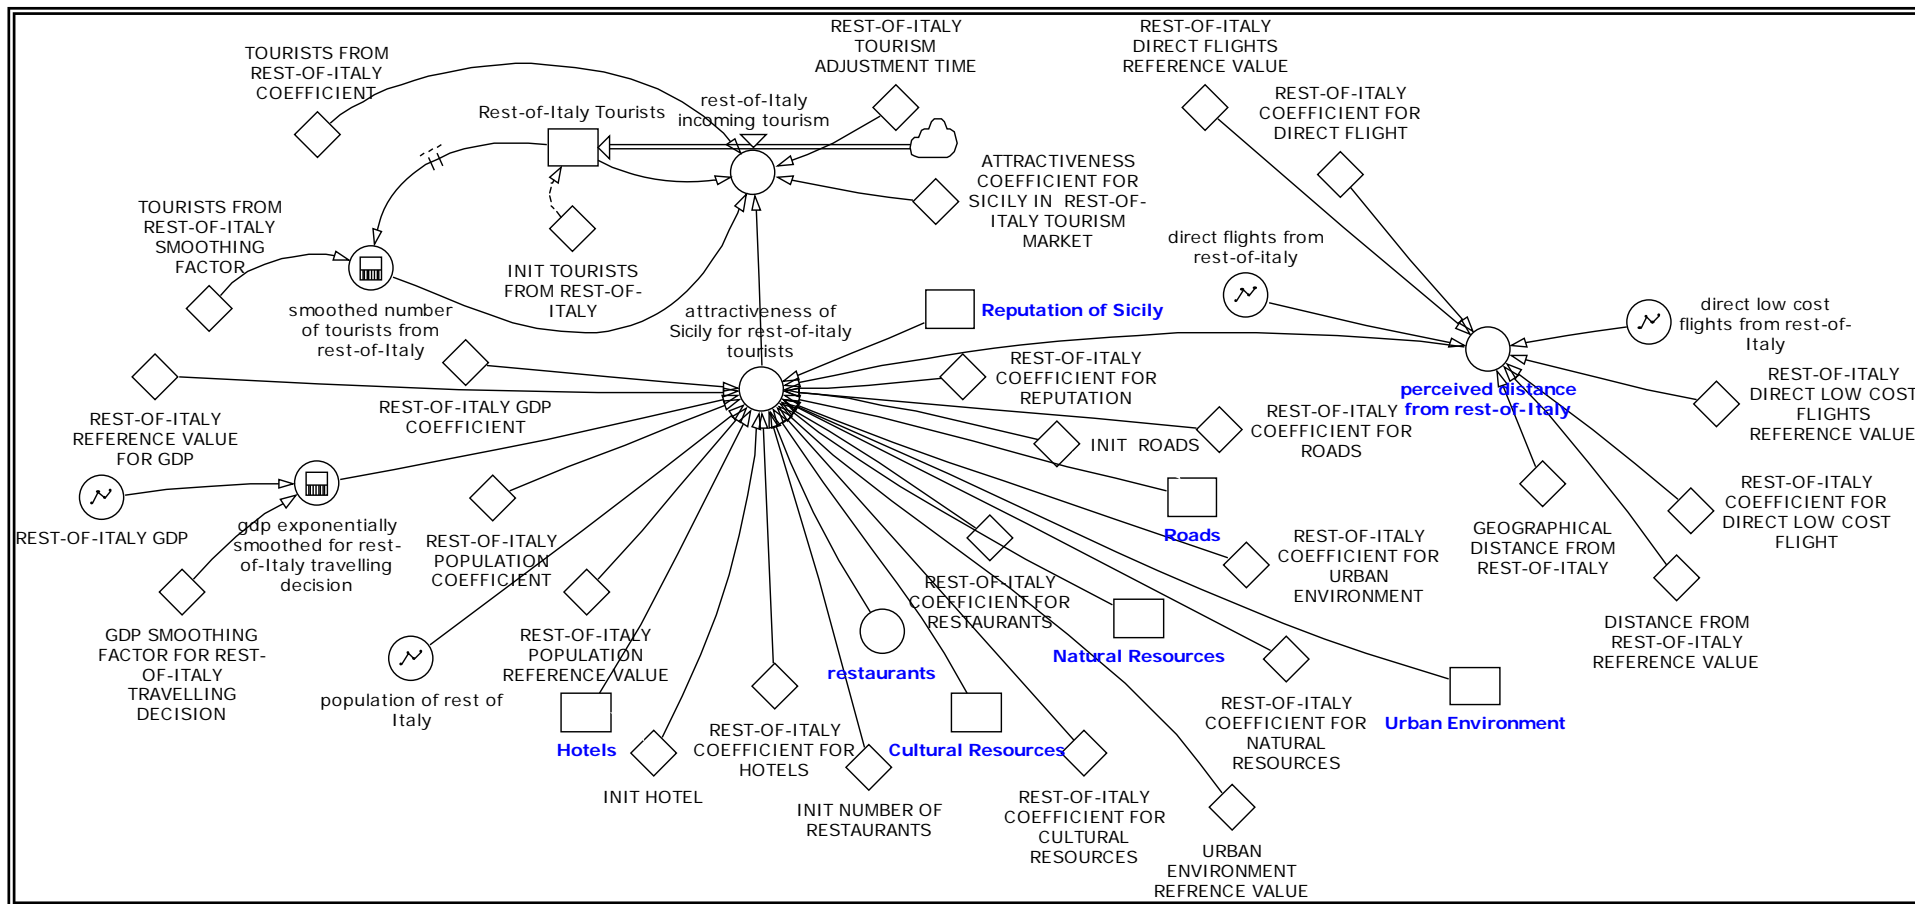 TOURISTS FROM
REST-OF-ITALY
COEFFICIENT
REST-OF-ITALY
TOURISM
ADJUSTMENT TIME
REST-OF-ITALY
DIRECT FLIGHTS
REFERENCE VALUE
REST-OF-ITALY
COEFFICIENT FOR
DIRECT FLIGHT
Rest-of-Italy Tourists
rest-of-Italy
incoming tourism
ATTRACTIVENESS
COEFFICIENT FOR
SICILY IN REST-OF-
ITALY TOURISM
MARKET
TOURISTS FROM
REST-OF-ITALY
SMOOTHING
FACTOR
INIT TOURISTS
FROM REST-OF-
ITALY
direct flights from
rest-of-italy
smoothed number
of tourists from
rest-of-Italy
attractiveness of
Sicily for rest-of-italy
tourists
Reputation of Sicily
direct low cost
flights from rest-of-
Italy
REST-OF-ITALY
REFERENCE VALUE
FOR GDP
REST-OF-ITALY GDP
COEFFICIENT
REST-OF-ITALY
COEFFICIENT FOR
REPUTATION
perceived distance
from rest-of-Italy
REST-OF-ITALY
DIRECT LOW COST
FLIGHTS
REFERENCE VALUE
INIT ROADS
REST-OF-ITALY
COEFFICIENT FOR
ROADS
REST-OF-ITALY GDP
gdp exponentially
smoothed for rest-
of-Italy travelling
decision
REST-OF-ITALY
POPULATION
COEFFICIENT
Roads
REST-OF-ITALY
COEFFICIENT FOR
URBAN
ENVIRONMENT
GEOGRAPHICAL
DISTANCE FROM
REST-OF-ITALY
REST-OF-ITALY
COEFFICIENT FOR
DIRECT LOW COST
FLIGHT
REST-OF-ITALY
COEFFICIENT FOR
RESTAURANTS
GDP SMOOTHING
FACTOR FOR REST-
OF-ITALY
TRAVELLING
DECISION
REST-OF-ITALY
POPULATION
REFERENCE VALUE
restaurants
Natural Resources
DISTANCE FROM
REST-OF-ITALY
REFERENCE VALUE
population of rest of
Italy
Hotels
REST-OF-ITALY
COEFFICIENT FOR
HOTELS
Cultural Resources
REST-OF-ITALY
COEFFICIENT FOR
NATURAL
RESOURCES
Urban Environment
INIT HOTEL
INIT NUMBER OF
RESTAURANTS
REST-OF-ITALY
COEFFICIENT FOR
CULTURAL
RESOURCES
URBAN
ENVIRONMENT
REFRENCE VALUE